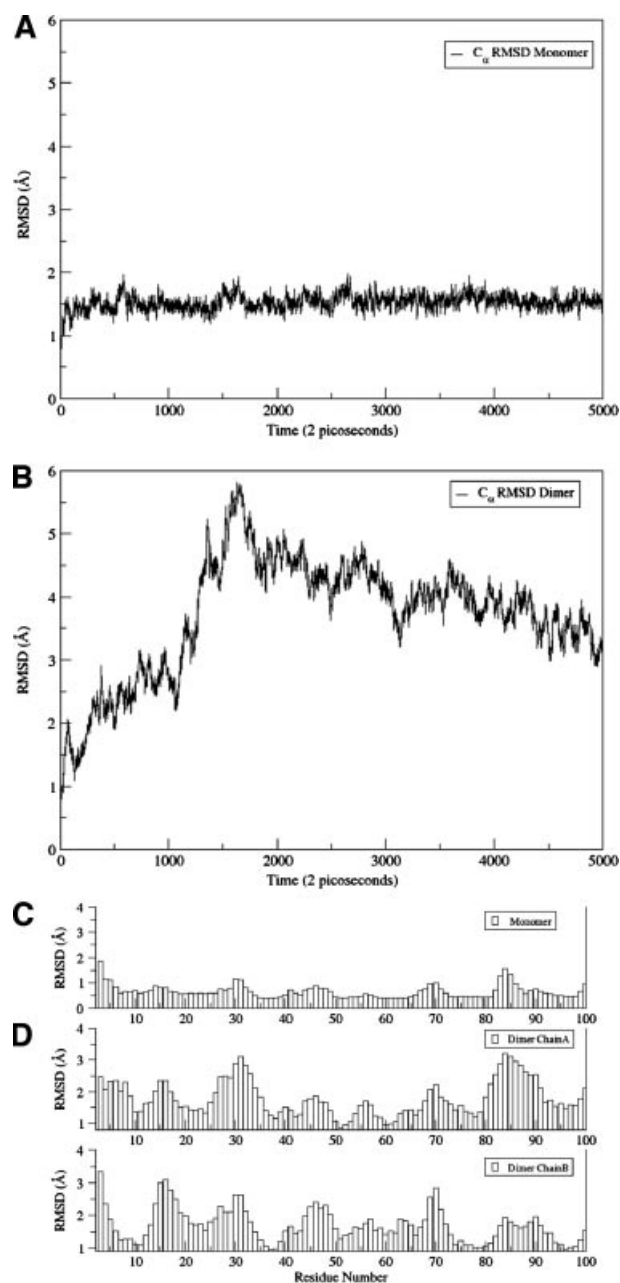 A
6
5
4
3
2
1
0
RMSD (Å)
— Cα RMSD Monomer
0 1000 2000 3000 4000 5000
Time (2 picoseconds)
B
6
5
4
3
2
1
0
RMSD (Å)
— Cα RMSD Dimer
0 1000 2000 3000 4000 5000
Time (2 picoseconds)
C
4
3
2
1
0
RMSD (Å)
Monomer
10 20 30 40 50 60 70 80 90 100
D
4
3
2
1
RMSD (Å)
Dimer ChainA
10 20 30 40 50 60 70 80 90 100
4
3
2
1
RMSD (Å)
Dimer ChainB
10 20 30 40 50 60 70 80 90 100
Residue Number